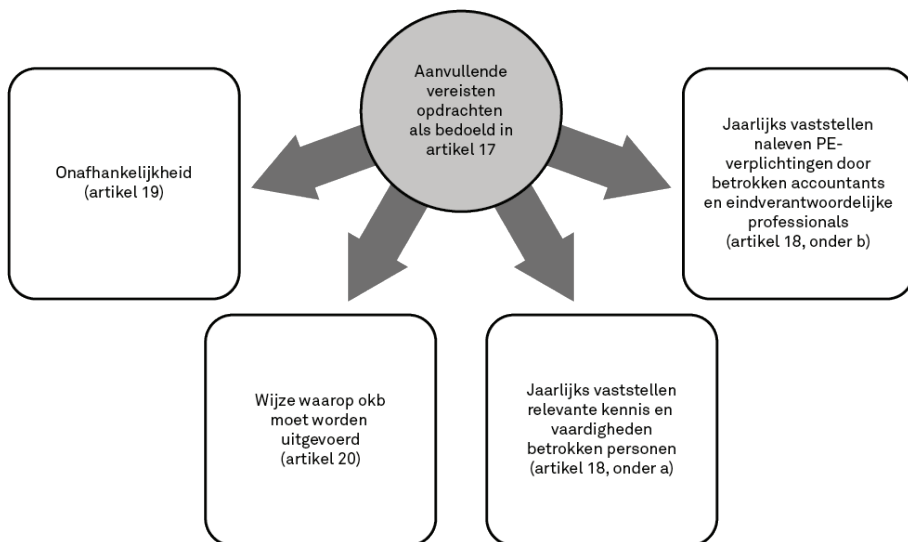 Aanvullende
vereisten
opdrachten
als bedoeld in
artikel 17
Onafhankelijkheid
(artikel 19)
Jaarlijks vaststellen
naleven PE-
verplichtingen door
betrokken accountants
en eindverantwoordelijke
professionals
(artikel 18, onder b)
Wijze waarop okb
moet worden
uitgevoerd
(artikel 20)
Jaarlijks vaststellen
relevante kennis en
vaardigheden
betrokken personen
(artikel 18, onder a)